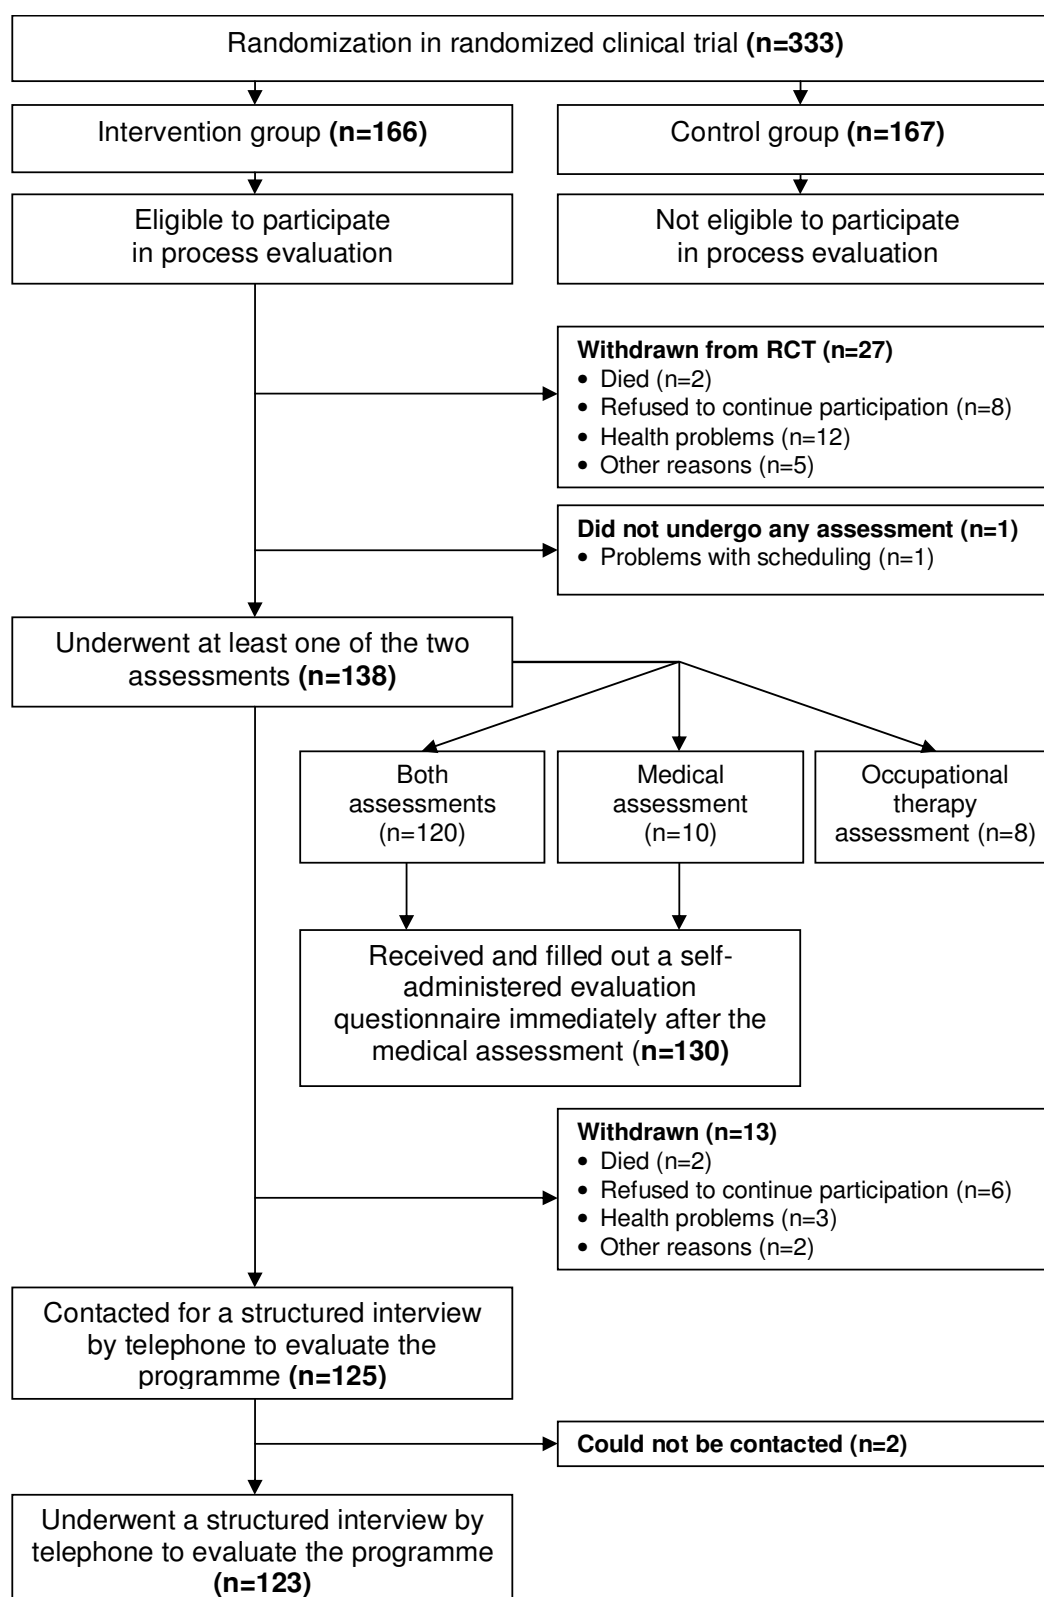 Randomization in randomized clinical trial (n=333)
Intervention group (n=166)
Control group (n=167)
Eligible to participate
in process evaluation
Not eligible to participate
in process evaluation
Withdrawn from RCT (n=27)
• Died (n=2)
• Refused to continue participation (n=8)
• Health problems (n=12)
• Other reasons (n=5)
Did not undergo any assessment (n=1)
• Problems with scheduling (n=1)
Underwent at least one of the two
assessments (n=138)
Both
assessments
(n=120)
Medical
assessment
(n=10)
Occupational
therapy
assessment (n=8)
Received and filled out a self-
administered evaluation
questionnaire immediately after the
medical assessment (n=130)
Withdrawn (n=13)
• Died (n=2)
• Refused to continue participation (n=6)
• Health problems (n=3)
• Other reasons (n=2)
Contacted for a structured interview
by telephone to evaluate the
programme (n=125)
Could not be contacted (n=2)
Underwent a structured interview by
telephone to evaluate the programme
(n=123)